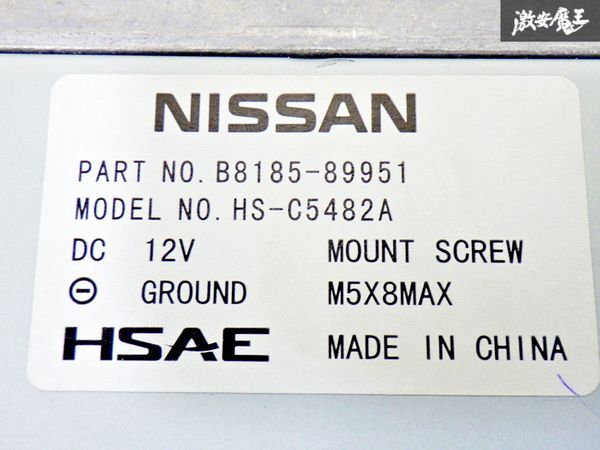 激安魔王
NISSAN
PART NO. B8185-89951
MODEL NO. HS-C5482A
DC 12V MOUNT SCREW
⊖ GROUND M5X8MAX
HSAE MADE IN CHINA